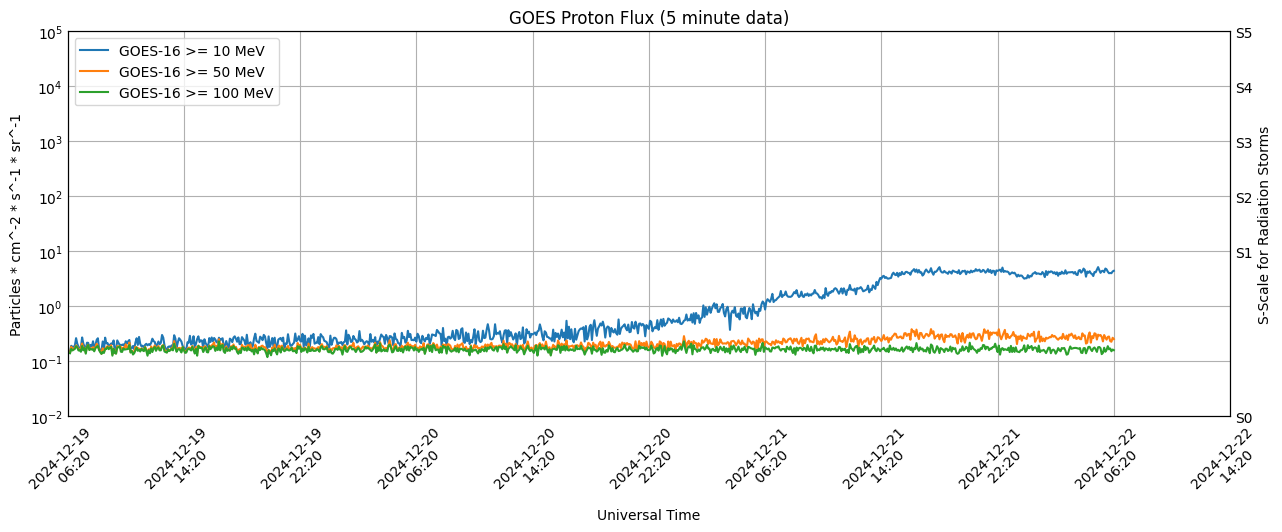 GOES Proton Flux (5 minute data)
GOES-16 >= 10 MeV
GOES-16 >= 50 MeV
GOES-16 >= 100 MeV
Particles * cm^-2 * s^-1 * sr^-1
10^5
10^4
10^3
10^2
10^1
10^0
10^-1
10^-2
S5
S4
S3
S2
S1
S0
S-Scale for Radiation Storms
2024-12-19
06:20
2024-12-19
14:20
2024-12-19
22:20
2024-12-20
06:20
2024-12-20
14:20
2024-12-20
22:20
2024-12-21
06:20
2024-12-21
14:20
2024-12-21
22:20
2024-12-22
06:20
2024-12-22
14:20
Universal Time